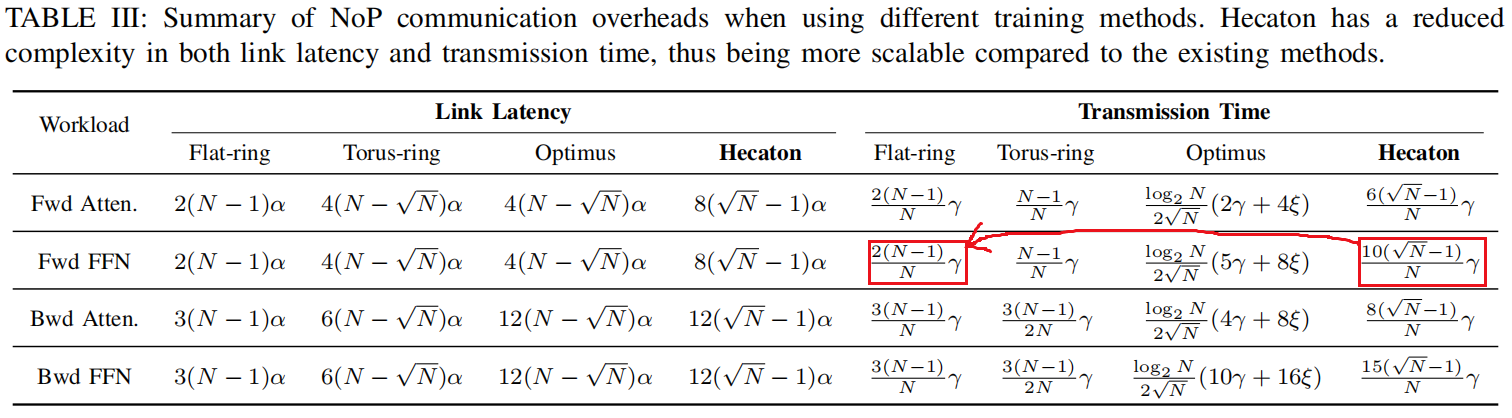 TABLE III: Summary of NoP communication overheads when using different training methods. Hecaton has a reduced
complexity in both link latency and transmission time, thus being more scalable compared to the existing methods.
Workload Link Latency Transmission Time
Flat-ring Torus-ring Optimus Hecaton Flat-ring Torus-ring Optimus Hecaton
Fwd Atten. 2(N − 1)α 4(N − √N)α 4(N − √N)α 8(√N − 1)α 2(N−1)/N γ N−1/N γ log₂ N/2√N (2γ + 4ξ) 6(√N−1)/N γ
Fwd FFN 2(N − 1)α 4(N − √N)α 4(N − √N)α 8(√N − 1)α 2(N−1)/N γ N−1/N γ log₂ N/2√N (5γ + 8ξ) 10(√N−1)/N γ
Bwd Atten. 3(N − 1)α 6(N − √N)α 12(N − √N)α 12(√N − 1)α 3(N−1)/N γ 3(N−1)/2N γ log₂ N/2√N (4γ + 8ξ) 8(√N−1)/N γ
Bwd FFN 3(N − 1)α 6(N − √N)α 12(N − √N)α 12(√N − 1)α 3(N−1)/N γ 3(N−1)/2N γ log₂ N/2√N (10γ + 16ξ) 15(√N−1)/N γ